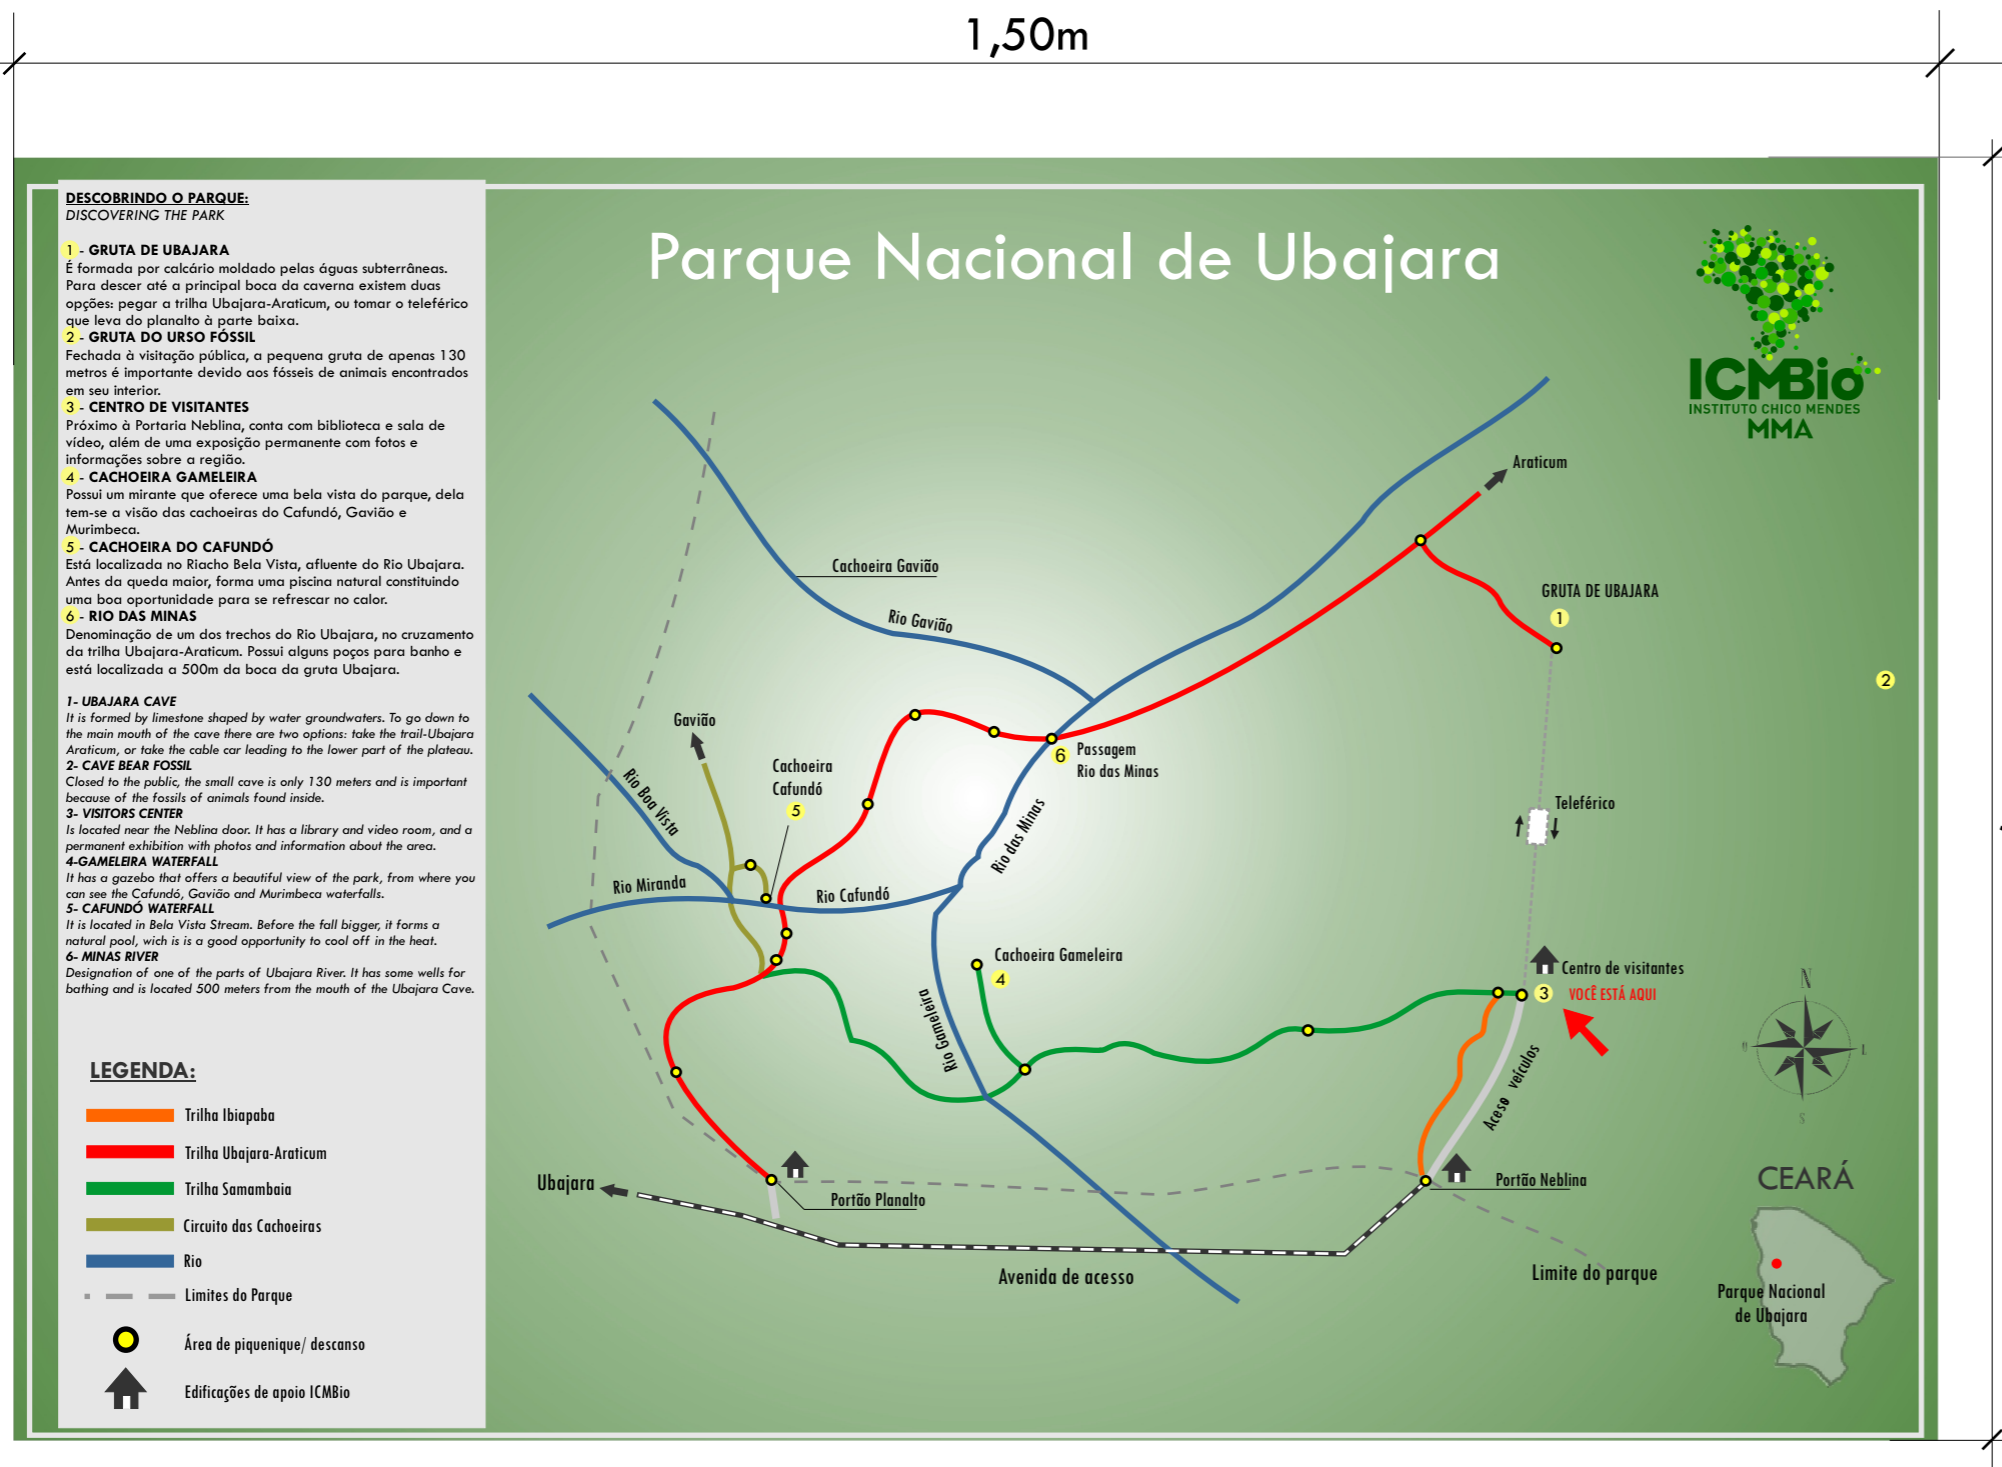 1,50m
DESCOBRINDO O PARQUE:
DISCOVERING THE PARK
1 - GRUTA DE UBAJARA
É formada por calcário moldado pelas águas subterrâneas.
Para descer até a principal boca da caverna existem duas
opções: pegar a trilha Ubajara-Araticum, ou tomar o teleférico
que leva do planalto à parte baixa.
2 - GRUTA DO URSO FÓSSIL
Fechada à visitação pública, a pequena gruta de apenas 130
metros é importante devido aos fósseis de animais encontrados
em seu interior.
3 - CENTRO DE VISITANTES
Próximo à Portaria Neblina, conta com biblioteca e sala de
vídeo, além de uma exposição permanente com fotos e
informações sobre a região.
4 - CACHOEIRA GAMELEIRA
Possui um mirante que oferece uma bela vista do parque, dela
tem-se a visão das cachoeiras do Cafundó, Gavião e
Murimbeca.
5 - CACHOEIRA DO CAFUNDÓ
Está localizada no Riacho Bela Vista, afluente do Rio Ubajara.
Antes da queda maior, forma uma piscina natural constituindo
uma boa oportunidade para se refrescar no calor.
6 - RIO DAS MINAS
Denominação de um dos trechos do Rio Ubajara, no cruzamento
da trilha Ubajara-Araticum. Possui alguns poços para banho e
está localizada a 500m da boca da gruta Ubajara.
1- UBAJARA CAVE
It is formed by limestone shaped by water groundwaters. To go down to
the main mouth of the cave there are two options: take the trail-Ubajara
Araticum, or take the cable car leading to the lower part of the plateau.
2- CAVE BEAR FOSSIL
Closed to the public, the small cave is only 130 meters and is important
because of the fossils of animals found inside.
3- VISITORS CENTER
Is located near the Neblina door. It has a library and video room, and a
permanent exhibition with photos and information about the area.
4-GAMELEIRA WATERFALL
It has a gazebo that offers a beautiful view of the park, from where you
can see the Cafundó, Gavião and Murimbeca waterfalls.
5- CAFUNDÓ WATERFALL
It is located in Bela Vista Stream. Before the fall bigger, it forms a
natural pool, wich is is a good opportunity to cool off in the heat.
6- MINAS RIVER
Designation of one of the parts of Ubajara River. It has some wells for
bathing and is located 500 meters from the mouth of the Ubajara Cave.
LEGENDA:
Trilha Ibiapaba
Trilha Ubajara-Araticum
Trilha Samambaia
Circuito das Cachoeiras
Rio
Limites do Parque
Área de piquenique/ descanso
Edificações de apoio ICMBio
Parque Nacional de Ubajara
ICMBio
INSTITUTO CHICO MENDES
MMA
Araticum
Cachoeira Gavião
Rio Gavião
GRUTA DE UBAJARA
1
2
Gavião
Rio Boa Vista
Cachoeira
Cafundó
5
6
Passagem
Rio das Minas
Rio das Minas
Teleférico
Rio Miranda
Rio Cafundó
Cachoeira Gameleira
4
Rio Gameleira
Centro de visitantes
3
VOCÊ ESTÁ AQUI
Aceso veículos
N
O
L
S
Ubajara
Portão Planalto
Portão Neblina
Avenida de acesso
Limite do parque
CEARÁ
Parque Nacional
de Ubajara